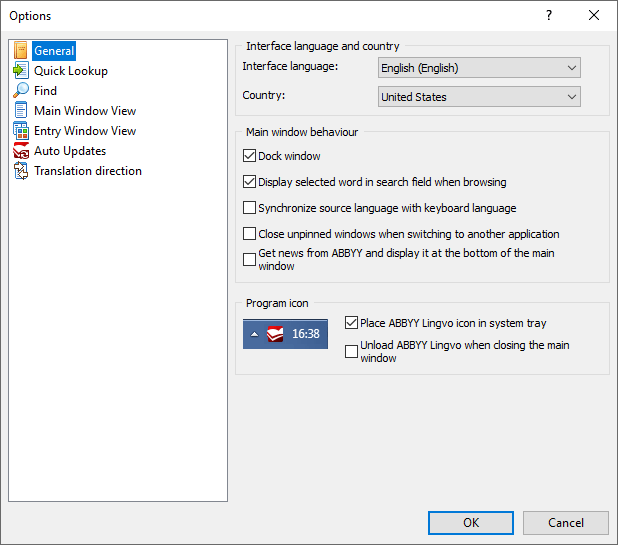 Options
?
General
Quick Lookup
Find
Main Window View
Entry Window View
Auto Updates
Translation direction
Interface language and country
Interface language: English (English)
Country: United States
Main window behaviour
Dock window
Display selected word in search field when browsing
Synchronize source language with keyboard language
Close unpinned windows when switching to another application
Get news from ABBYY and display it at the bottom of the main
window
Program icon
16:38
Place ABBYY Lingvo icon in system tray
Unload ABBYY Lingvo when closing the main
window
OK Cancel